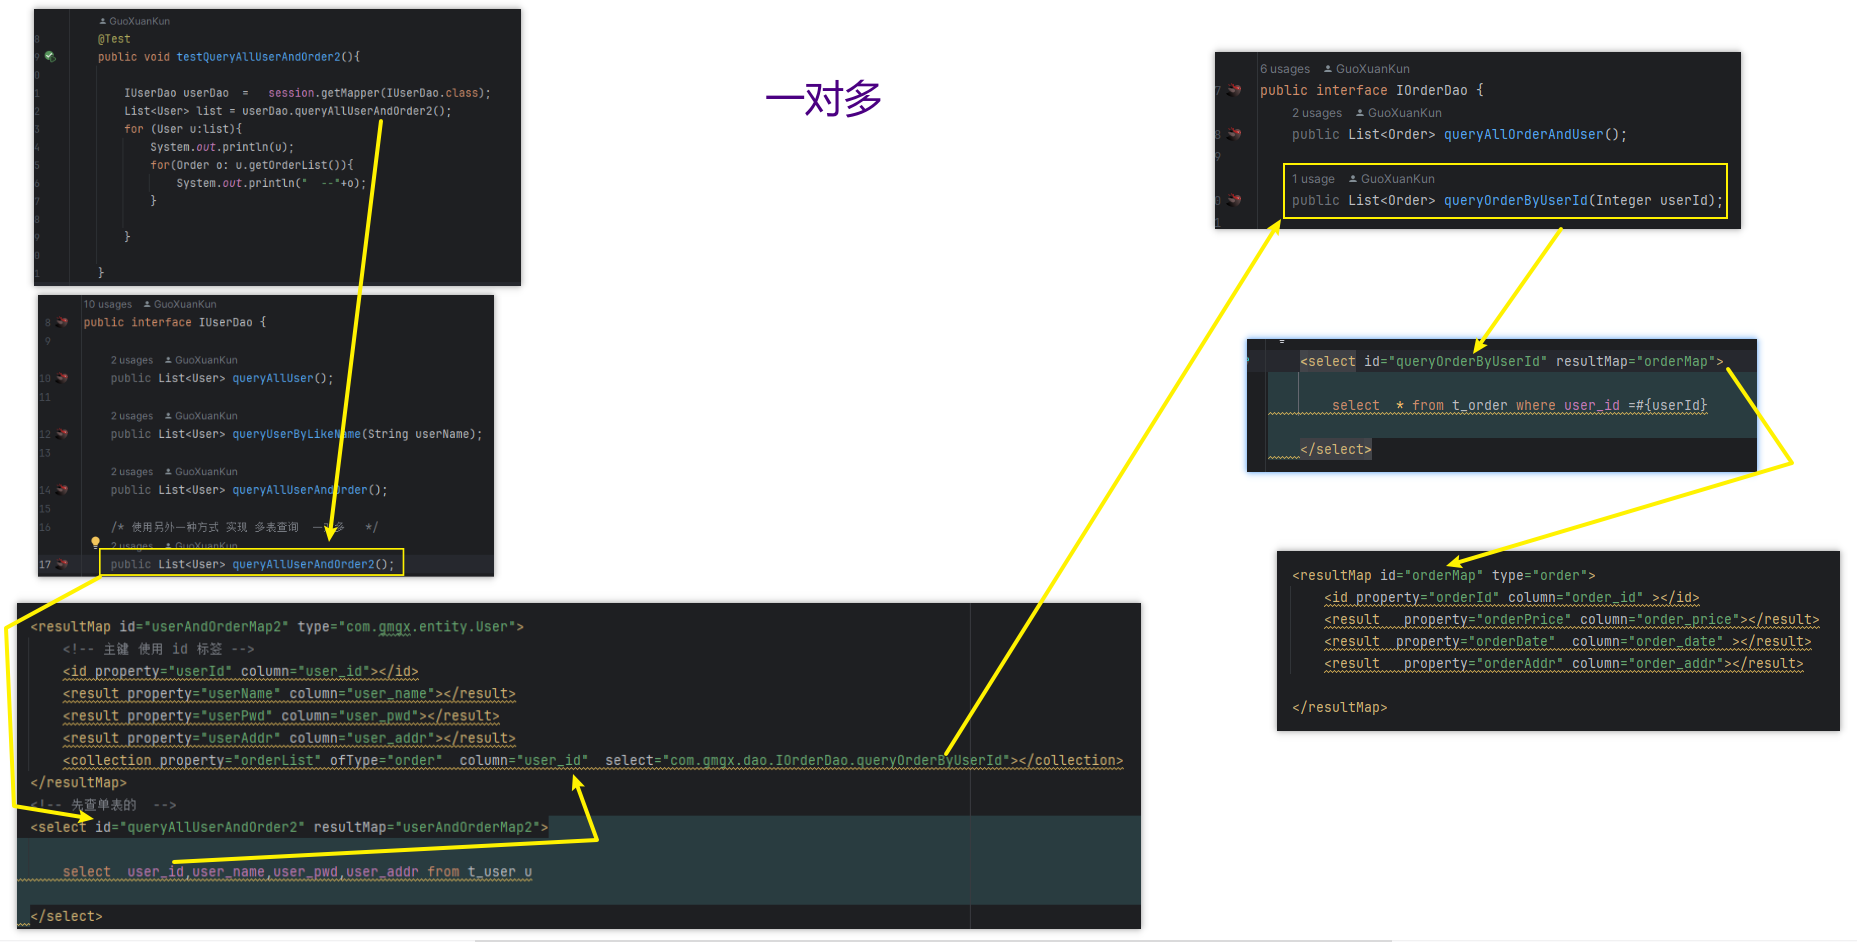 GuoXuanKun
@Test
public void testQueryAllUserAndOrder2(){
IUserDao userDao  =   session.getMapper(IUserDao.class);
List<User> list = userDao.queryAllUserAndOrder2();
for (User u:list){
System.out.println(u);
for(Order o: u.getOrderList()){
System.out.println("  --"+o);
}
}
}
一对多
10 usages   GuoXuanKun
8 public interface IUserDao {
9
2 usages   GuoXuanKun
10 public List<User> queryAllUser();
11
2 usages   GuoXuanKun
12 public List<User> queryUserByLikeName(String userName);
13
2 usages   GuoXuanKun
14 public List<User> queryAllUserAndOrder();
15
16 /* 使用另外一种方式 实现 多表查询  一对多   */
2 usages   GuoXuanKun
17 public List<User> queryAllUserAndOrder2();
<resultMap id="userAndOrderMap2" type="com.gmgx.entity.User">
<!-- 主键 使用 id 标签 -->
<id property="userId" column="user_id"></id>
<result property="userName" column="user_name"></result>
<result property="userPwd" column="user_pwd"></result>
<result property="userAddr" column="user_addr"></result>
<collection property="orderList" ofType="order"  column="user_id"  select="com.gmgx.dao.IOrderDao.queryOrderByUserId"></collection>
</resultMap>
<!-- 先查单表的  -->
<select id="queryAllUserAndOrder2" resultMap="userAndOrderMap2">
select  user_id,user_name,user_pwd,user_addr from t_user u
</select>
6 usages   GuoXuanKun
public interface IOrderDao {
2 usages   GuoXuanKun
public List<Order> queryAllOrderAndUser();
1 usage   GuoXuanKun
public List<Order> queryOrderByUserId(Integer userId);
<select id="queryOrderByUserId" resultMap="orderMap">
select  * from t_order where user_id =#{userId}
</select>
<resultMap id="orderMap" type="order">
<id property="orderId" column="order_id" ></id>
<result   property="orderPrice" column="order_price"></result>
<result  property="orderDate"  column="order_date" ></result>
<result   property="orderAddr" column="order_addr"></result>
</resultMap>